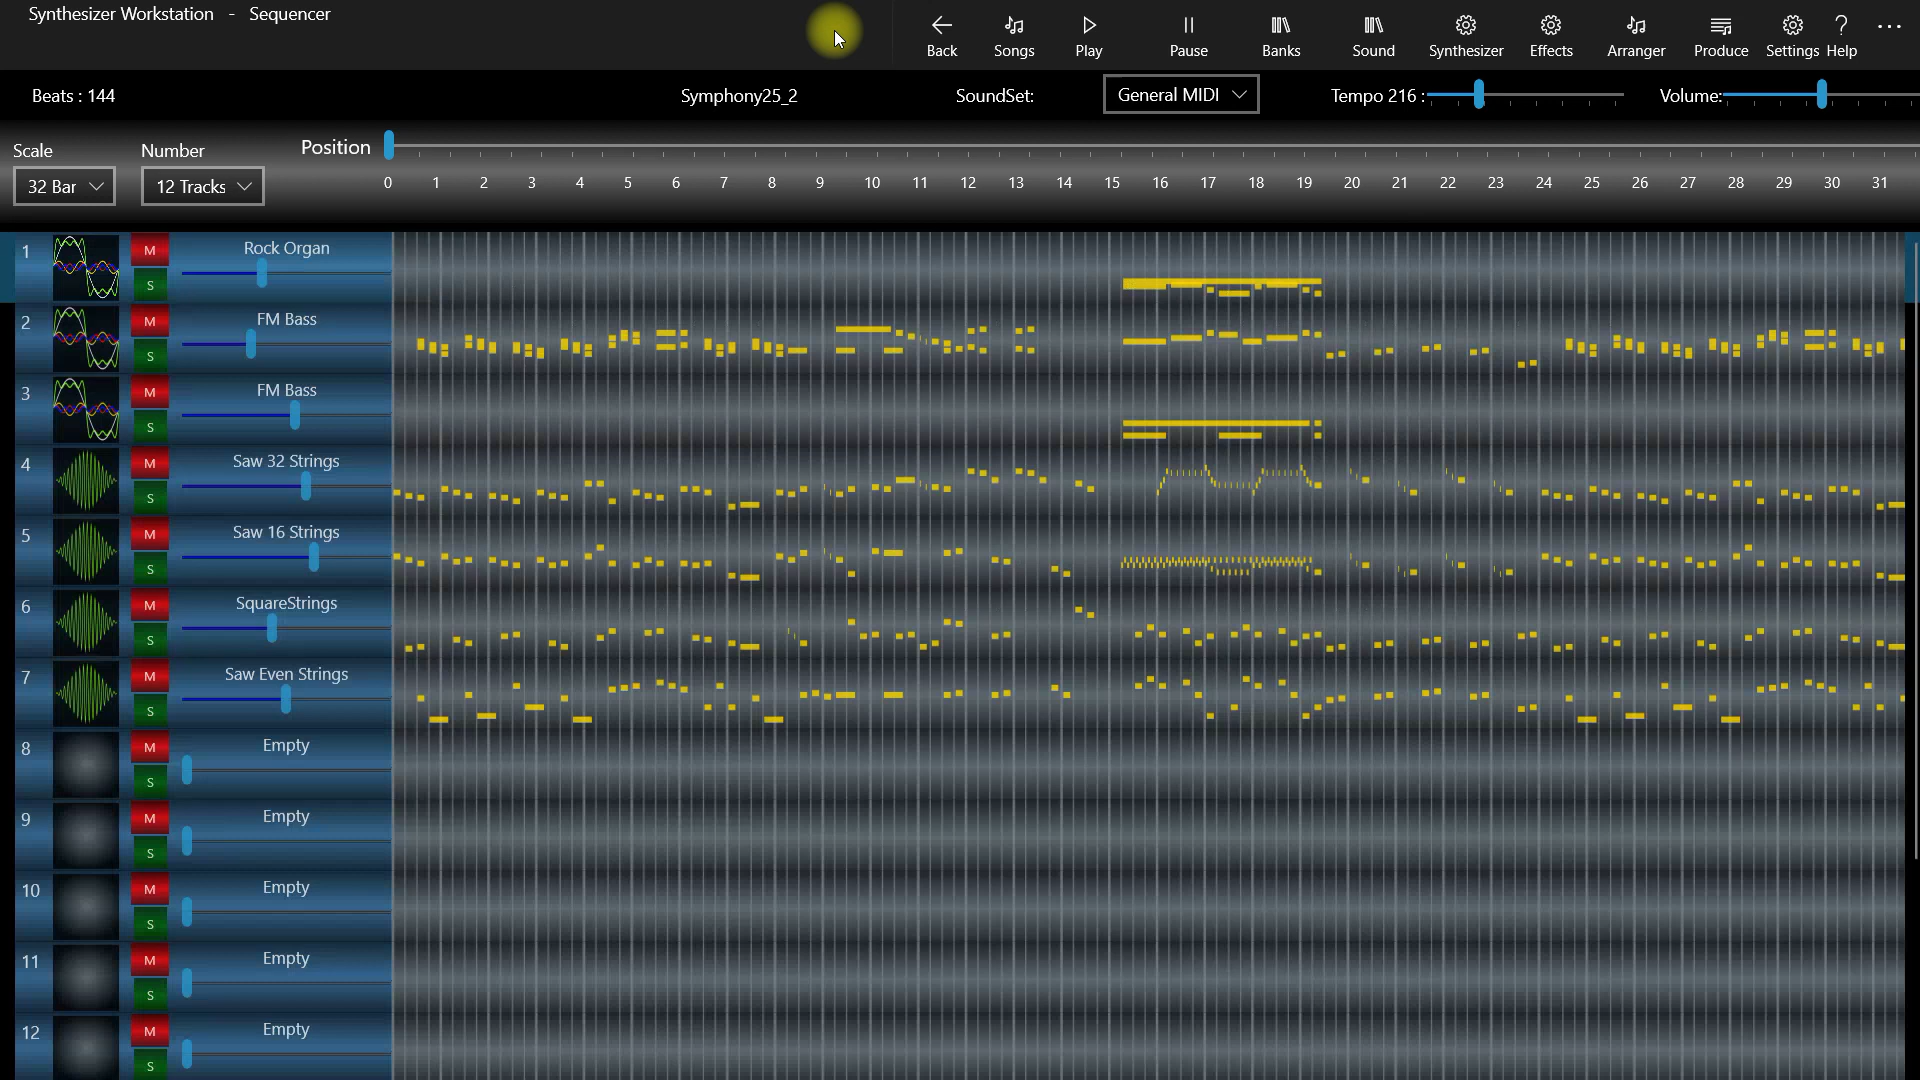 Synthesizer Workstation - Sequencer
Back Songs Play Pause Banks Sound Synthesizer Effects Arranger Produce Settings Help
Beats : 144 Symphony25_2 SoundSet: General MIDI Tempo 216 : Volume:
Scale Number Position
32 Bar 12 Tracks
0 1 2 3 4 5 6 7 8 9 10 11 12 13 14 15 16 17 18 19 20 21 22 23 24 25 26 27 28 29 30 31
1 M Rock Organ
S
2 M FM Bass
S
3 M FM Bass
S
4 M Saw 32 Strings
S
5 M Saw 16 Strings
S
6 M SquareStrings
S
7 M Saw Even Strings
S
8 M Empty
S
9 M Empty
S
10 M Empty
S
11 M Empty
S
12 M Empty
S